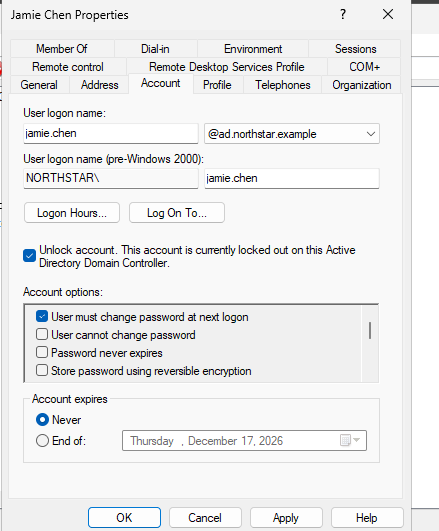 Jamie Chen Properties
Member Of Dial-in Environment Sessions
Remote control Remote Desktop Services Profile COM+
General Address Account Profile Telephones Organization
User logon name:
jamie.chen @ad.northstar.example
User logon name (pre-Windows 2000):
NORTHSTAR\ jamie.chen
Logon Hours... Log On To...
Unlock account. This account is currently locked out on this Active
Directory Domain Controller.
Account options:
User must change password at next logon
User cannot change password
Password never expires
Store password using reversible encryption
Account expires
Never
End of: Thursday , December 17, 2026
OK Cancel Apply Help